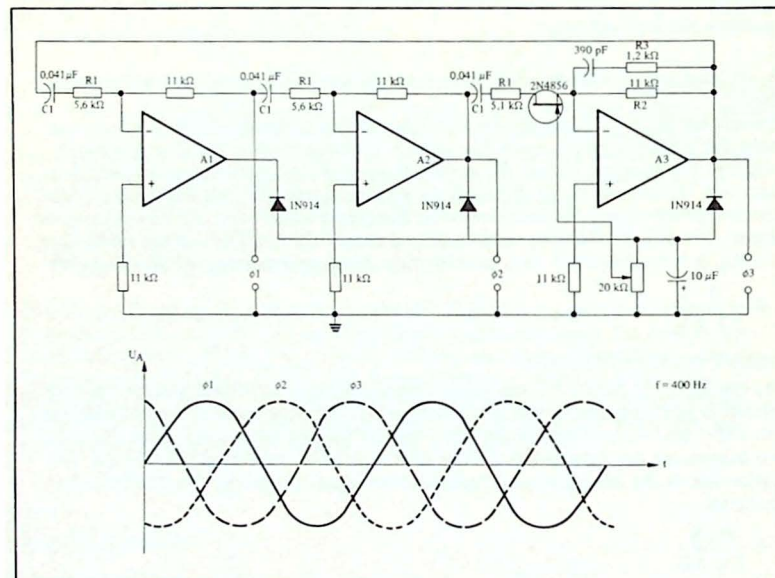 R3
390 pF
1,2 kΩ
0,041 µF
R1
11 kΩ
0,041 µF
R1
11 kΩ
0,041 µF
R1
2N4856
11 kΩ
C1
5,6 kΩ
C1
5,6 kΩ
C1
5,1 kΩ
R2
−
−
−
A1
A2
A3
+
+
+
1N914
1N914
1N914
11 kΩ
ϕ1
11 kΩ
ϕ2
11 kΩ
20 kΩ
10 µF
+
ϕ3
U_A
ϕ1
ϕ2
ϕ3
f = 400 Hz
t